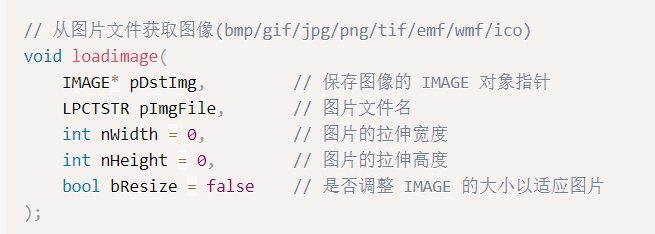 // 从图片文件获取图像(bmp/gif/jpg/png/tif/emf/wmf/ico)
void loadimage(
    IMAGE* pDstImg,          // 保存图像的 IMAGE 对象指针
    LPCTSTR pImgFile,        // 图片文件名
    int nWidth = 0,          // 图片的拉伸宽度
    int nHeight = 0,         // 图片的拉伸高度
    bool bResize = false     // 是否调整 IMAGE 的大小以适应图片
);